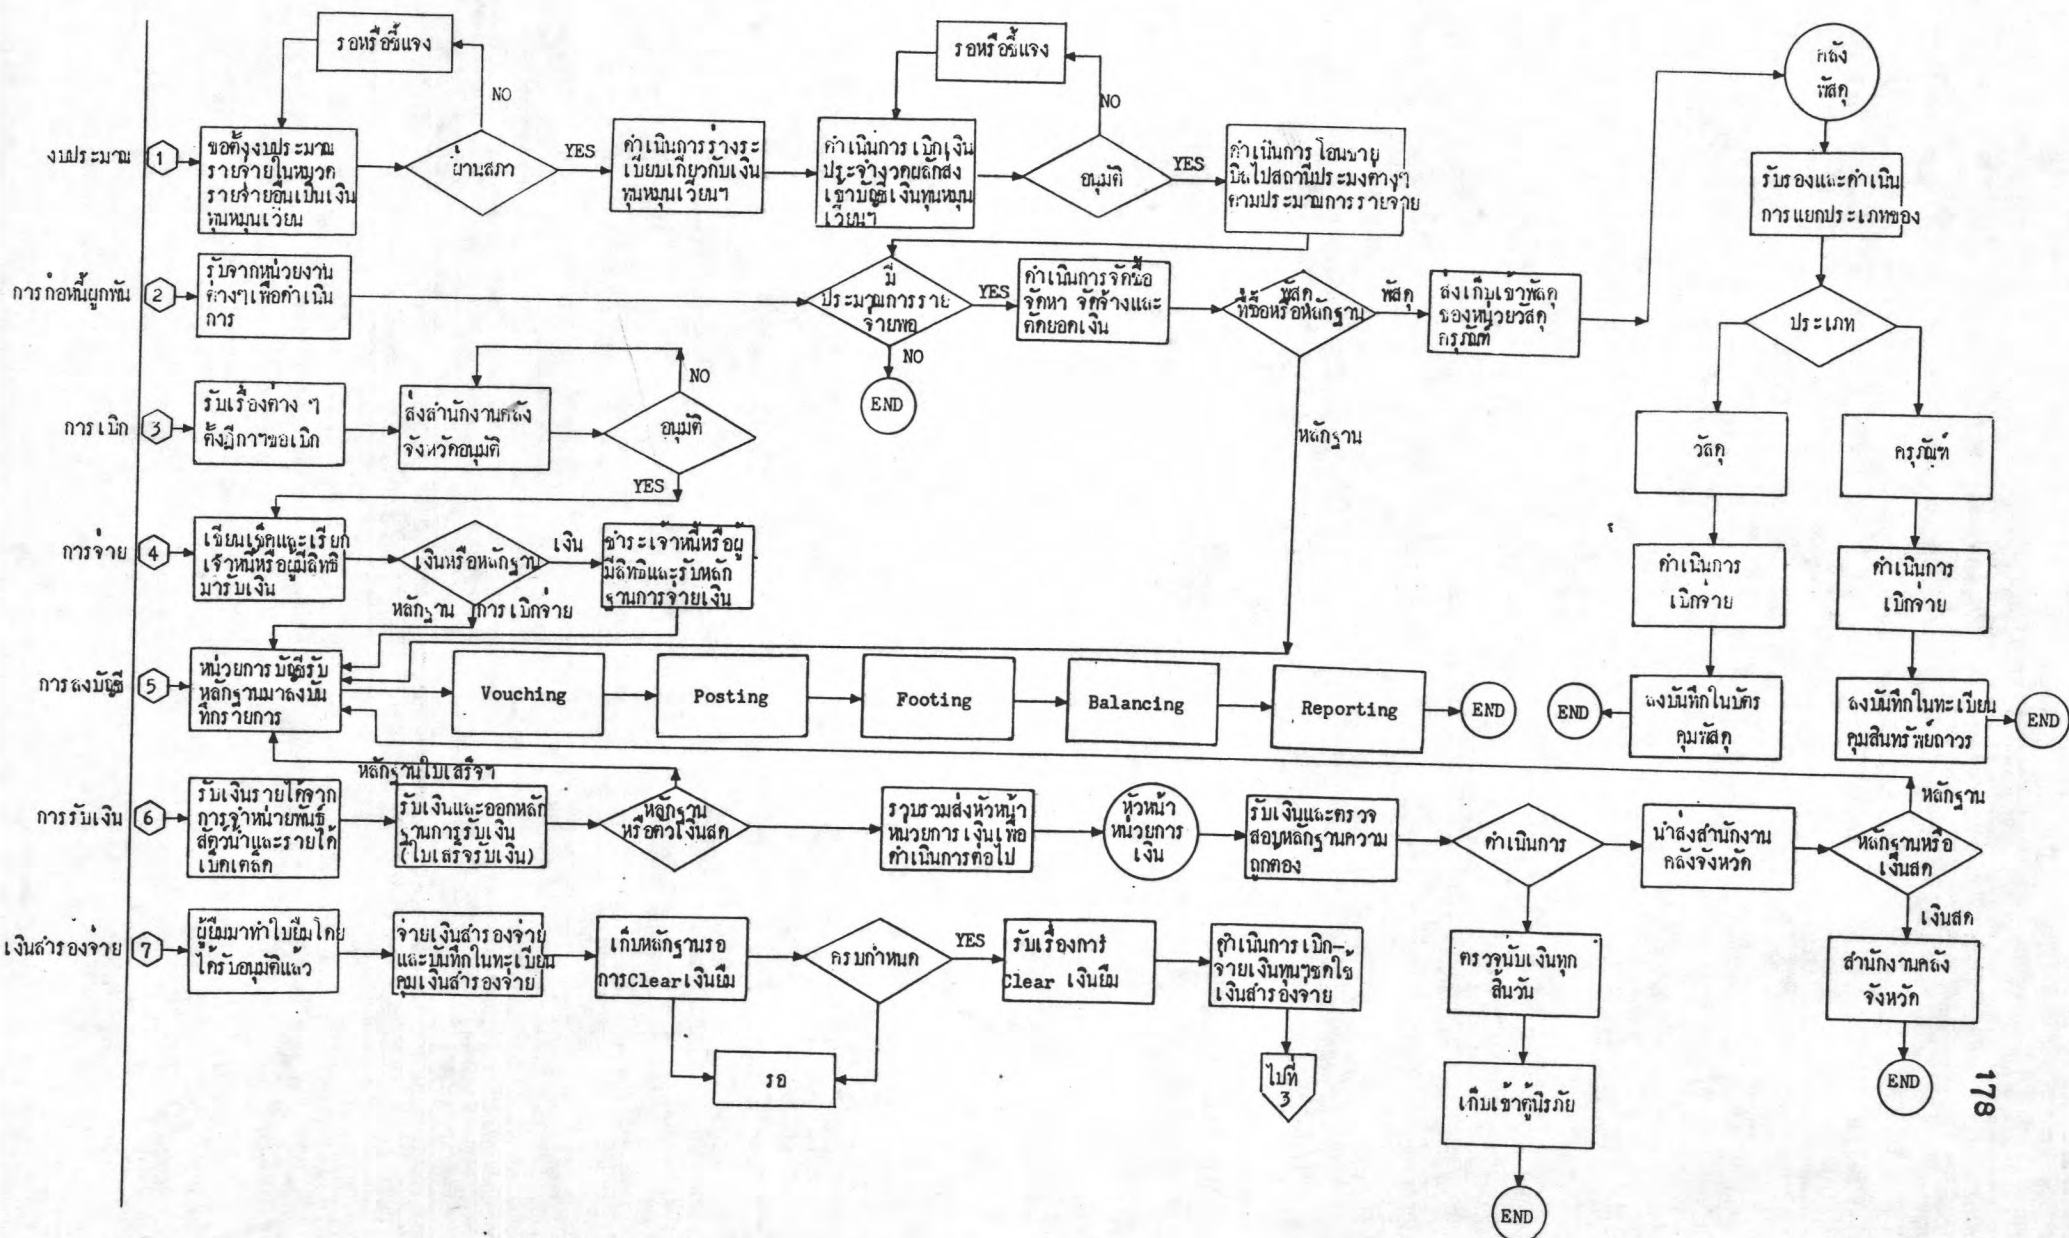 รอหรือชี้แจง
NO
งบประมาณ
1
ขอตั้งงบประมาณ
รายจ่ายในหมวด
รายจ่ายอื่นเป็นเงิน
ทุนหมุนเวียน
ผ่านสภา
YES
ดำเนินการร่างระ
เบียบเกี่ยวกับเงิน
ทุนหมุนเวียนฯ
รอหรือชี้แจง
NO
ดำเนินการเบิกเงิน
ประจำงวดผลักส่ง
เข้าบัญชีเงินทุนหมุน
เวียนฯ
อนุมัติ
YES
ดำเนินการโอนขาย
บิลไปสถานีประมงต่างๆ
ตามประมาณการรายจ่าย
คลัง
พัสดุ
รับรองและดำเนิน
การแยกประเภทของ
ประเภท
วัสดุ
ครุภัณฑ์
ดำเนินการ
เบิกจ่าย
ดำเนินการ
เบิกจ่าย
ลงบันทึกในบัตร
คุมพัสดุ
END
ลงบันทึกในทะเบียน
คุมสินทรัพย์ถาวร
END
การก่อหนี้ผูกพัน
2
รับจากหน่วยงาน
ต่างๆเพื่อดำเนิน
การ
มี
ประมาณการราย
จ่ายพอ
YES
NO
END
ดำเนินการจัดซื้อ
จัดหา จัดจ้างและ
ตัดยอดเงิน
พัสดุ
ที่ซื้อหรือหลักฐาน
พัสดุ
หลักฐาน
ส่งเก็บเข้าพัสดุ
ของหน่วยวัสดุ
ครุภัณฑ์
การเบิก
3
รับเรื่องต่าง ๆ
ตั้งฎีกาฯขอเบิก
ส่งสำนักงานคลัง
จังหวัดอนุมัติ
NO
อนุมัติ
YES
การจ่าย
4
เขียนเช็คและเรียก
เจ้าหนี้หรือผู้มีสิทธิ
มารับเงิน
เงินหรือหลักฐาน
เงิน
หลักฐาน การเบิกจ่าย
ชำระเจ้าหนี้หรือผู้
มีสิทธิและรับหลัก
ฐานการจ่ายเงิน
การลงบัญชี
5
หน่วยการบัญชีรับ
หลักฐานมาลงบัน
ทึกรายการ
Vouching
Posting
Footing
Balancing
Reporting
END
การรับเงิน
6
รับเงินรายได้จาก
การจำหน่ายพันธุ์
สัตว์น้ำและรายได้
เบ็ดเตล็ด
หลักฐานใบเสร็จฯ
รับเงินและออกหลัก
ฐานการรับเงิน
(ใบเสร็จรับเงิน)
หลักฐาน
หรือตัวเงินสด
รวบรวมส่งหัวหน้า
หน่วยการเงินเพื่อ
ดำเนินการต่อไป
หัวหน้า
หน่วยการ
เงิน
รับเงินและตรวจ
สอบหลักฐานความ
ถูกต้อง
ดำเนินการ
นำส่งสำนักงาน
คลังจังหวัด
หลักฐาน
หลักฐานหรือ
เงินสด
เงินสด
สำนักงานคลัง
จังหวัด
END
ตรวจนับเงินทุก
สิ้นวัน
เก็บเข้าตู้นิรภัย
END
เงินสำรองจ่าย
7
ผู้ยืมมาทำใบยืมโดย
ได้รับอนุมัติแล้ว
จ่ายเงินสำรองจ่าย
และบันทึกในทะเบียน
คุมเงินสำรองจ่าย
เก็บหลักฐานรอ
การClearเงินยืม
ครบกำหนด
YES
รอ
รับเรื่องการ
Clear เงินยืม
ดำเนินการเบิก-
จ่ายเงินทุนฯชดใช้
เงินสำรองจ่าย
ไปที่
3
178